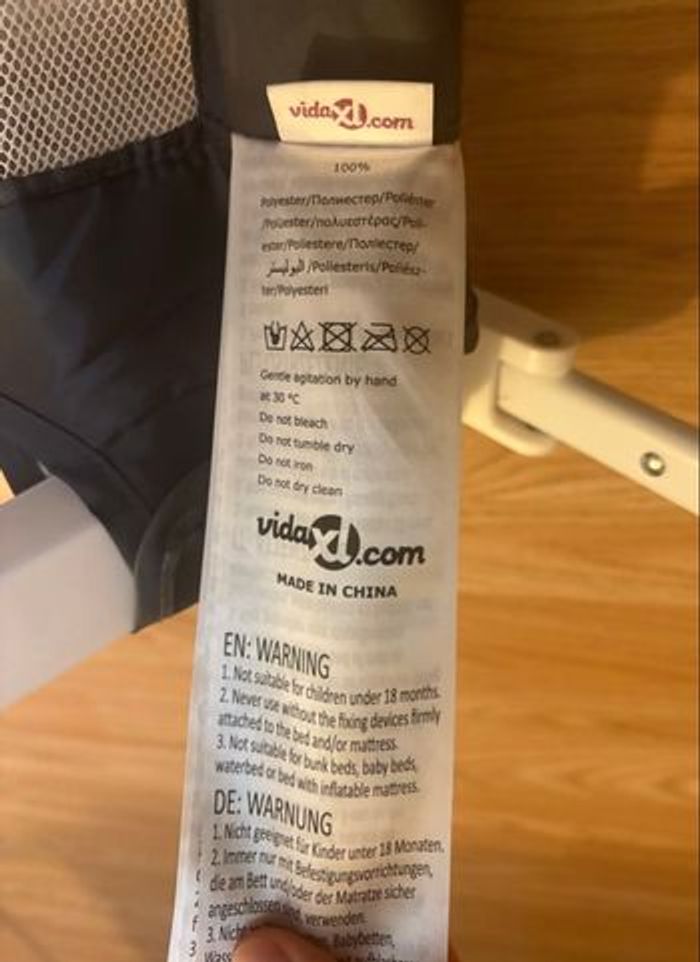 vidaXL.com
100%
Polyester/Полиестер/Poliéster
/Poliester/πολυεστέρας/Poli-
ester/Poliestere/Поліестер/
البوليستر /Poliesteris/Poliész-
ter/Polyesteri
Gentle agitation by hand
at 30 °C
Do not bleach
Do not tumble dry
Do not iron
Do not dry clean
vidaXL.com
MADE IN CHINA
EN: WARNING
1. Not suitable for children under 18 months.
2. Never use without the fixing devices firmly
attached to the bed and/or mattress.
3. Not suitable for bunk beds, baby beds,
waterbed or bed with inflatable mattress.
DE: WARNUNG
1. Nicht geeignet für Kinder unter 18 Monaten.
2. Immer nur mit Befestigungsvorrichtungen,
die am Bett und/oder der Matratze sicher
angeschlossen sind, verwenden.
3. Babybetten,